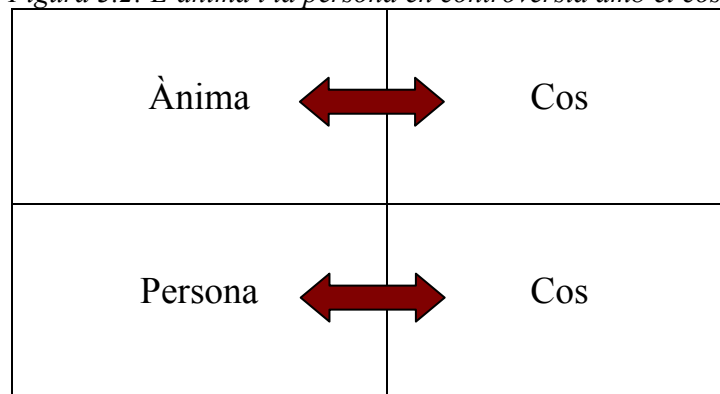 Figura 3.2. L'ànima i la persona en controvèrsia amb el cos
Ànima Cos
Persona Cos